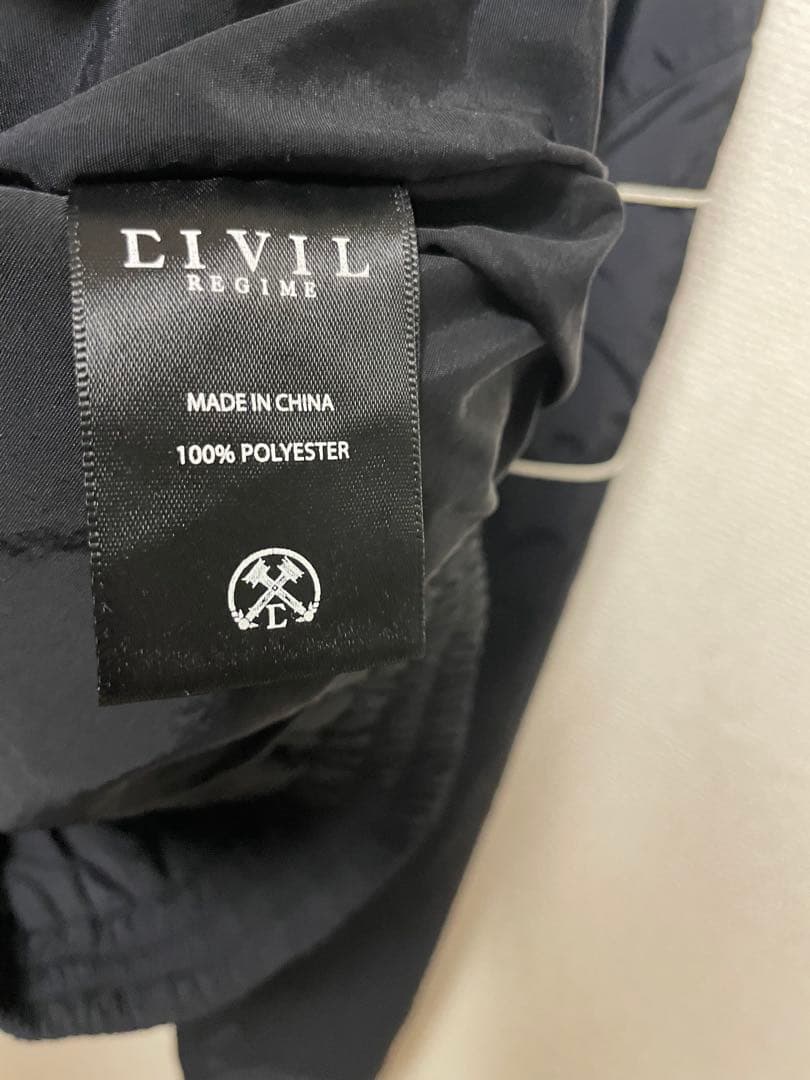 CIVIL
REGIME
MADE IN CHINA
100% POLYESTER
C